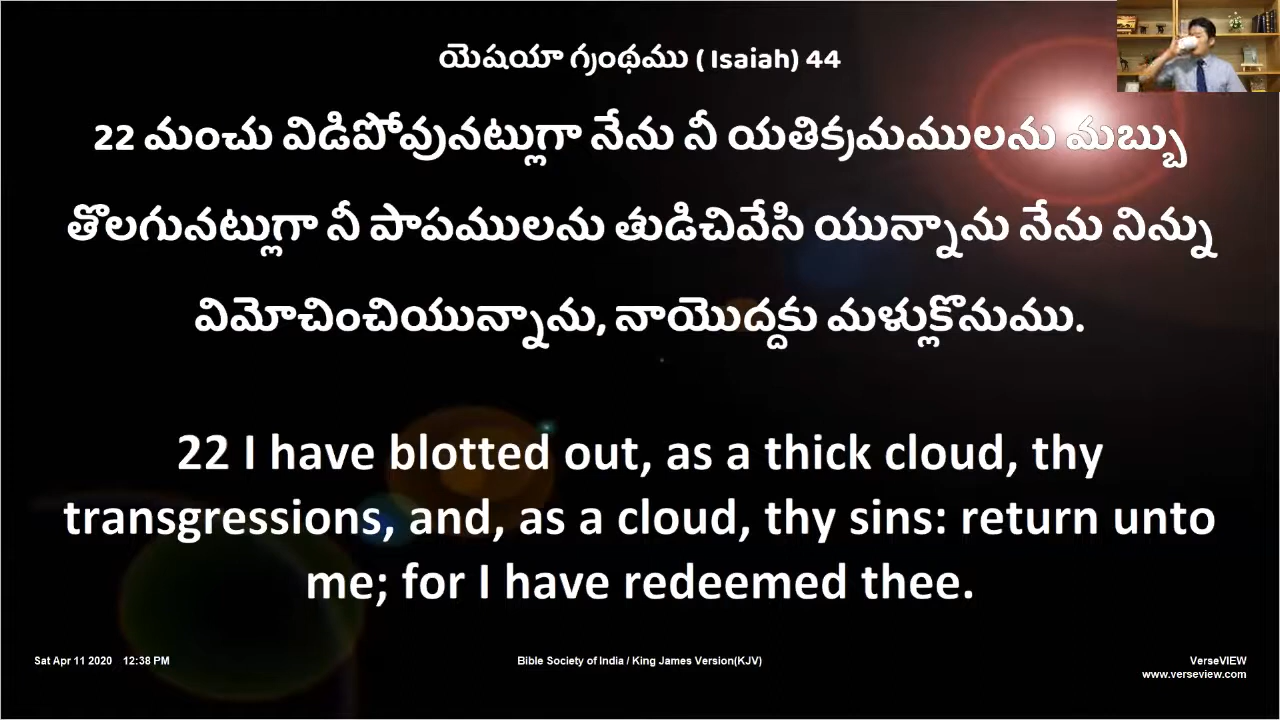 యెషయా గ్రంథము ( Isaiah) 44
22 మంచు విడిపోవునట్లుగా నేను నీ యతిక్రమములను మబ్బు
తొలగునట్లుగా నీ పాపములను తుడిచివేసి యున్నాను నేను నిన్ను
విమోచించియున్నాను, నాయొద్దకు మళ్లుకొనుము.
22 I have blotted out, as a thick cloud, thy
transgressions, and, as a cloud, thy sins: return unto
me; for I have redeemed thee.
Sat Apr 11 2020 12:38 PM
Bible Society of India / King James Version(KJV)
VerseVIEW
www.verseview.com